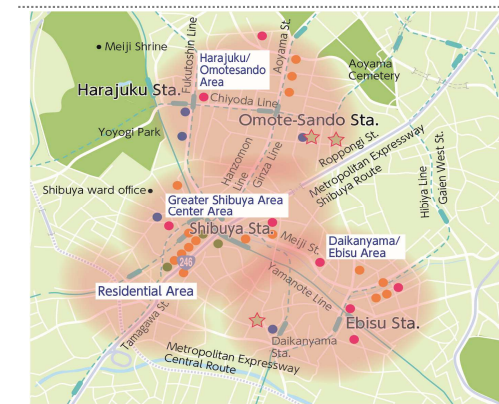 Meiji Shrine
Fukutoshin Line
Aoyama St.
Harajuku/
Omotesando
Area
Aoyama
Cemetery
Harajuku Sta.
Chiyoda Line
Omote-Sando Sta.
Yoyogi Park
Roppongi St.
Hanzomon
Line
Ginza Line
Metropolitan Expressway
Shibuya Route
Hibiya Line
Gaien West St.
Shibuya ward office
Greater Shibuya Area
Center Area
Shibuya Sta.
Meiji St.
Daikanyama/
Ebisu Area
246
Yamanote Line
Residential Area
Tamagawa St.
Ebisu Sta.
Daikanyama
Sta.
Metropolitan Expressway
Central Route